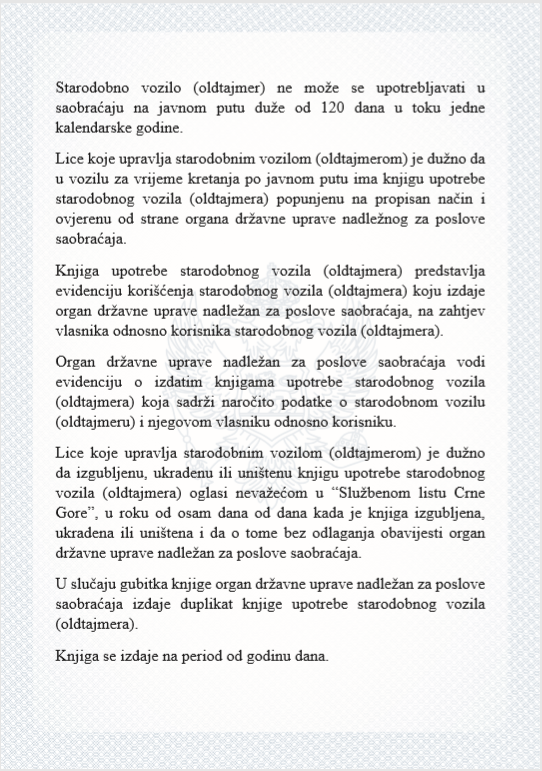 Starodobno vozilo (oldtajmer) ne može se upotrebljavati u
saobraćaju na javnom putu duže od 120 dana u toku jedne
kalendarske godine.
Lice koje upravlja starodobnim vozilom (oldtajmerom) je dužno da
u vozilu za vrijeme kretanja po javnom putu ima knjigu upotrebe
starodobnog vozila (oldtajmera) popunjenu na propisan način i
ovjerenu od strane organa državne uprave nadležnog za poslove
saobraćaja.
Knjiga upotrebe starodobnog vozila (oldtajmera) predstavlja
evidenciju korišćenja starodobnog vozila (oldtajmera) koju izdaje
organ državne uprave nadležan za poslove saobraćaja, na zahtjev
vlasnika odnosno korisnika starodobnog vozila (oldtajmera).
Organ državne uprave nadležan za poslove saobraćaja vodi
evidenciju o izdatim knjigama upotrebe starodobnog vozila
(oldtajmera) koja sadrži naročito podatke o starodobnom vozilu
(oldtajmeru) i njegovom vlasniku odnosno korisniku.
Lice koje upravlja starodobnim vozilom (oldtajmerom) je dužno
da izgubljenu, ukradenu ili uništenu knjigu upotrebe starodobnog
vozila (oldtajmera) oglasi nevažećom u “Službenom listu Crne
Gore”, u roku od osam dana od dana kada je knjiga izgubljena,
ukradena ili uništena i da o tome bez odlaganja obavijesti organ
državne uprave nadležan za poslove saobraćaja.
U slučaju gubitka knjige organ državne uprave nadležan za poslove
saobraćaja izdaje duplikat knjige upotrebe starodobnog vozila
(oldtajmera).
Knjiga se izdaje na period od godinu dana.